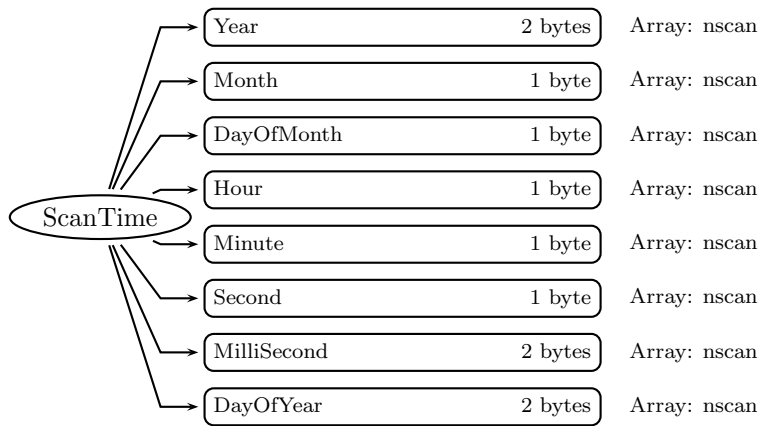 Year 2 bytes Array: nscan
Month 1 byte Array: nscan
DayOfMonth 1 byte Array: nscan
Hour 1 byte Array: nscan
ScanTime
Minute 1 byte Array: nscan
Second 1 byte Array: nscan
MilliSecond 2 bytes Array: nscan
DayOfYear 2 bytes Array: nscan